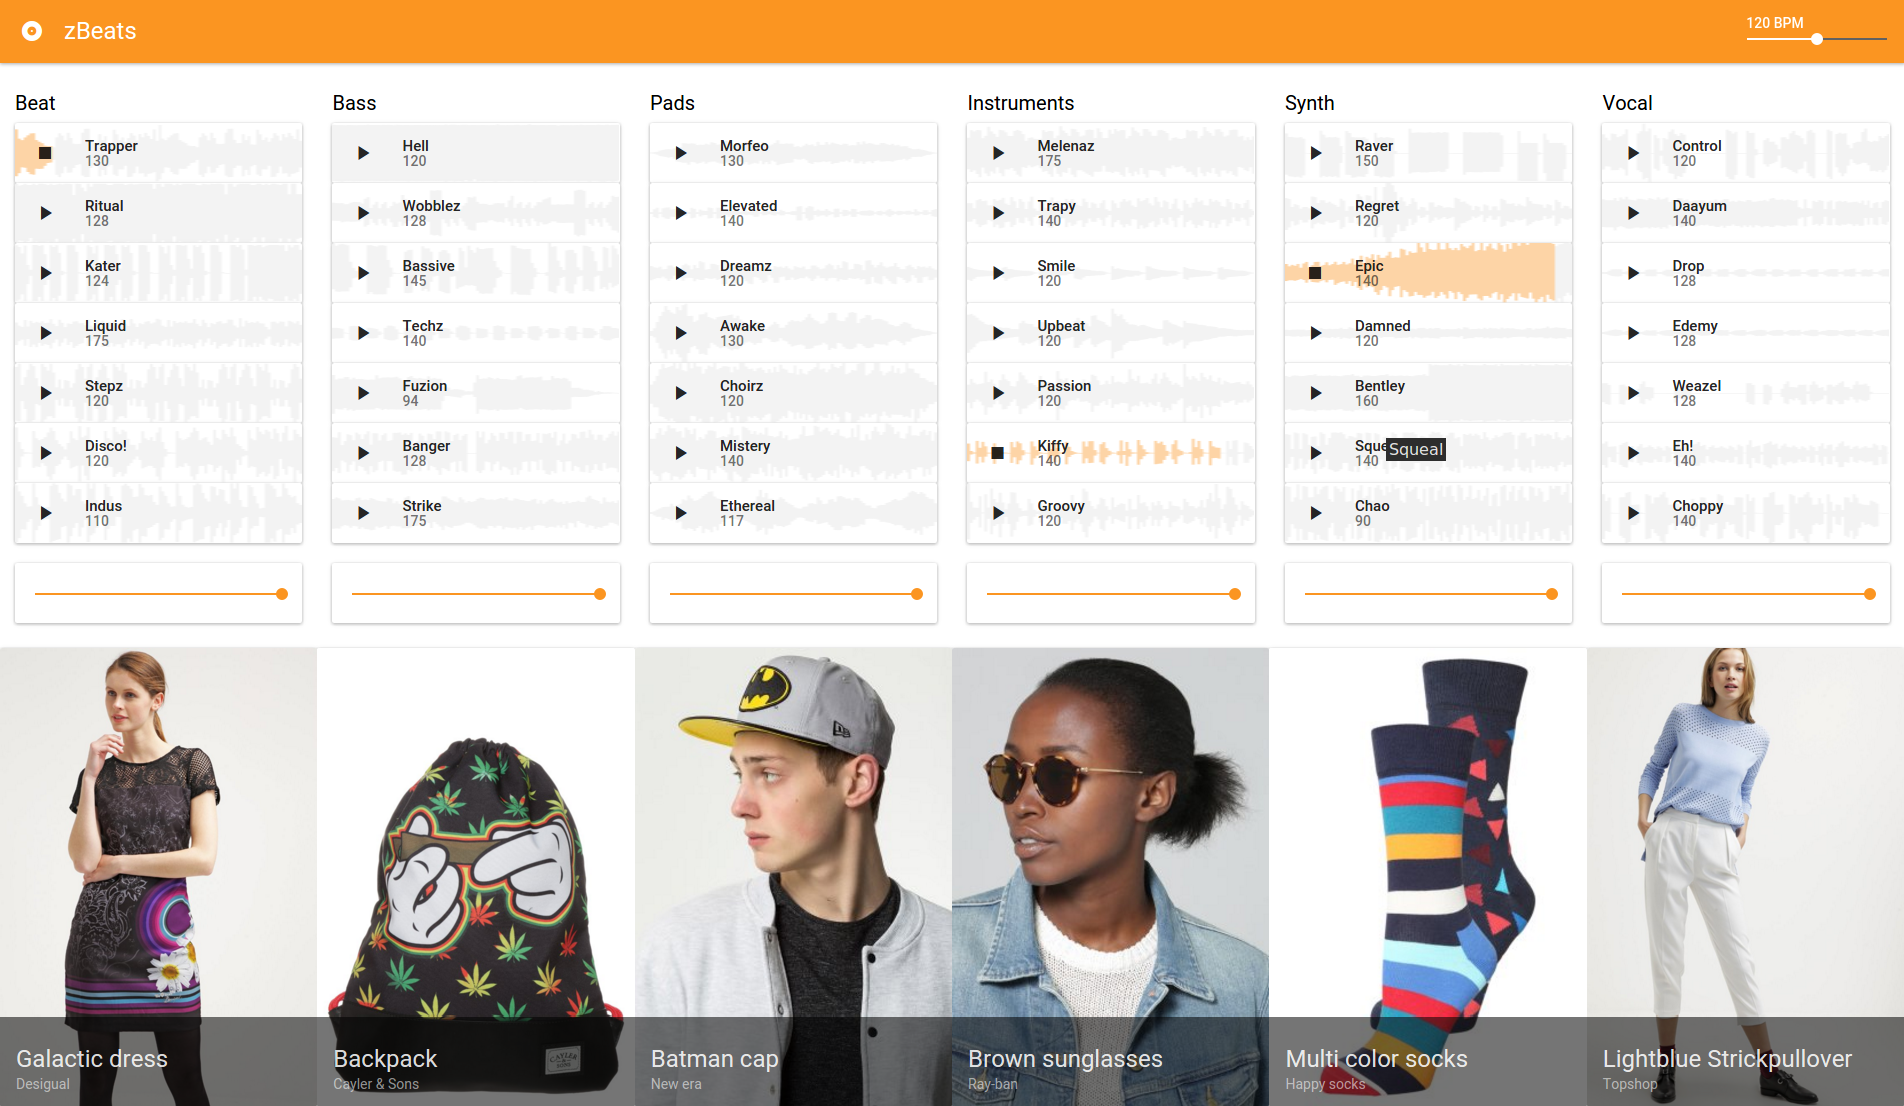 zBeats
120 BPM
Beat
Trapper
130
Ritual
128
Kater
124
Liquid
175
Stepz
120
Disco!
120
Indus
110
Bass
Hell
120
Wobblez
128
Bassive
145
Techz
140
Fuzion
94
Banger
128
Strike
175
Pads
Morfeo
130
Elevated
140
Dreamz
120
Awake
130
Choirz
120
Mistery
140
Ethereal
117
Instruments
Melenaz
175
Trapy
140
Smile
120
Upbeat
120
Passion
120
Kiffy
140
Groovy
120
Synth
Raver
150
Regret
120
Epic
140
Damned
120
Bentley
160
Sque
Squeal
140
Chao
90
Vocal
Control
120
Daayum
140
Drop
128
Edemy
128
Weazel
128
Eh!
140
Choppy
140
CAYLER
Galactic dress
Desigual
Backpack
Cayler & Sons
Batman cap
New era
Brown sunglasses
Ray-ban
Multi color socks
Happy socks
Lightblue Strickpullover
Topshop